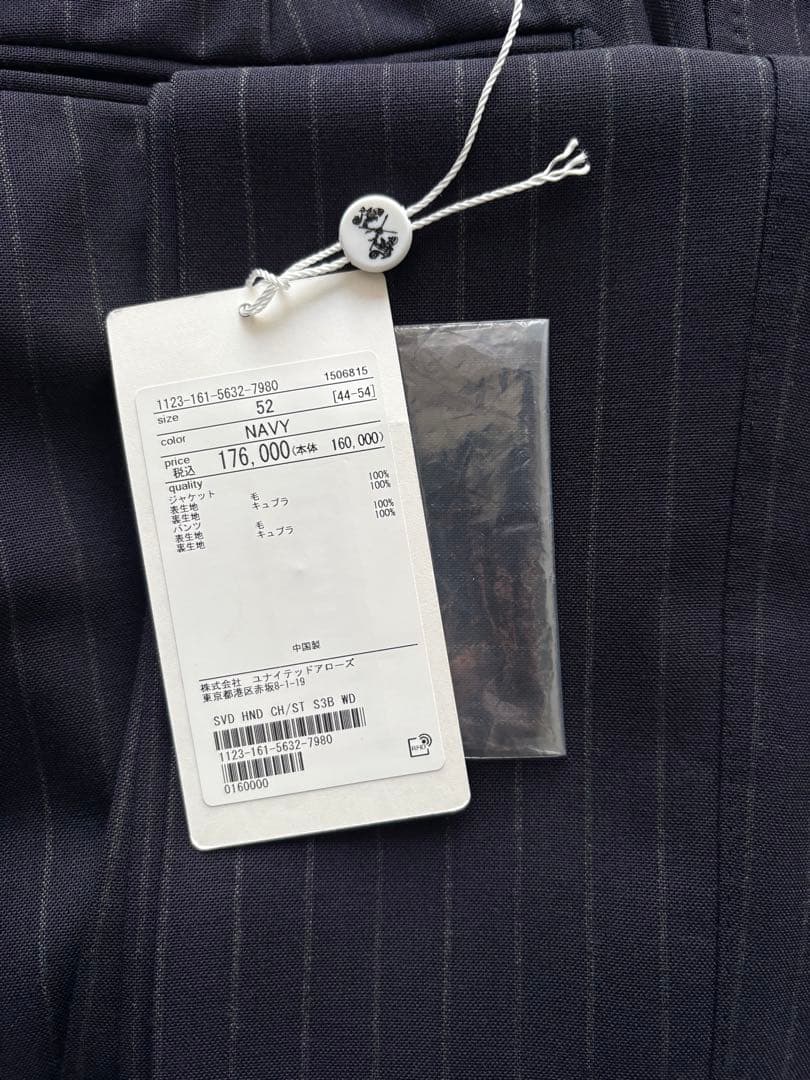 1123-161-5632-7980 1506815
size 52 [44-54]
color NAVY
price 176,000(本体 160,000)
税込
quality
ジャケット
表生地 毛 100%
裏生地 キュプラ 100%
パンツ
表生地 毛 100%
裏生地 キュプラ 100%
中国製
株式会社 ユナイテッドアローズ
東京都港区赤坂8-1-19
SVD HND CH/ST S3B WD
1123-161-5632-7980
0160000
RFID